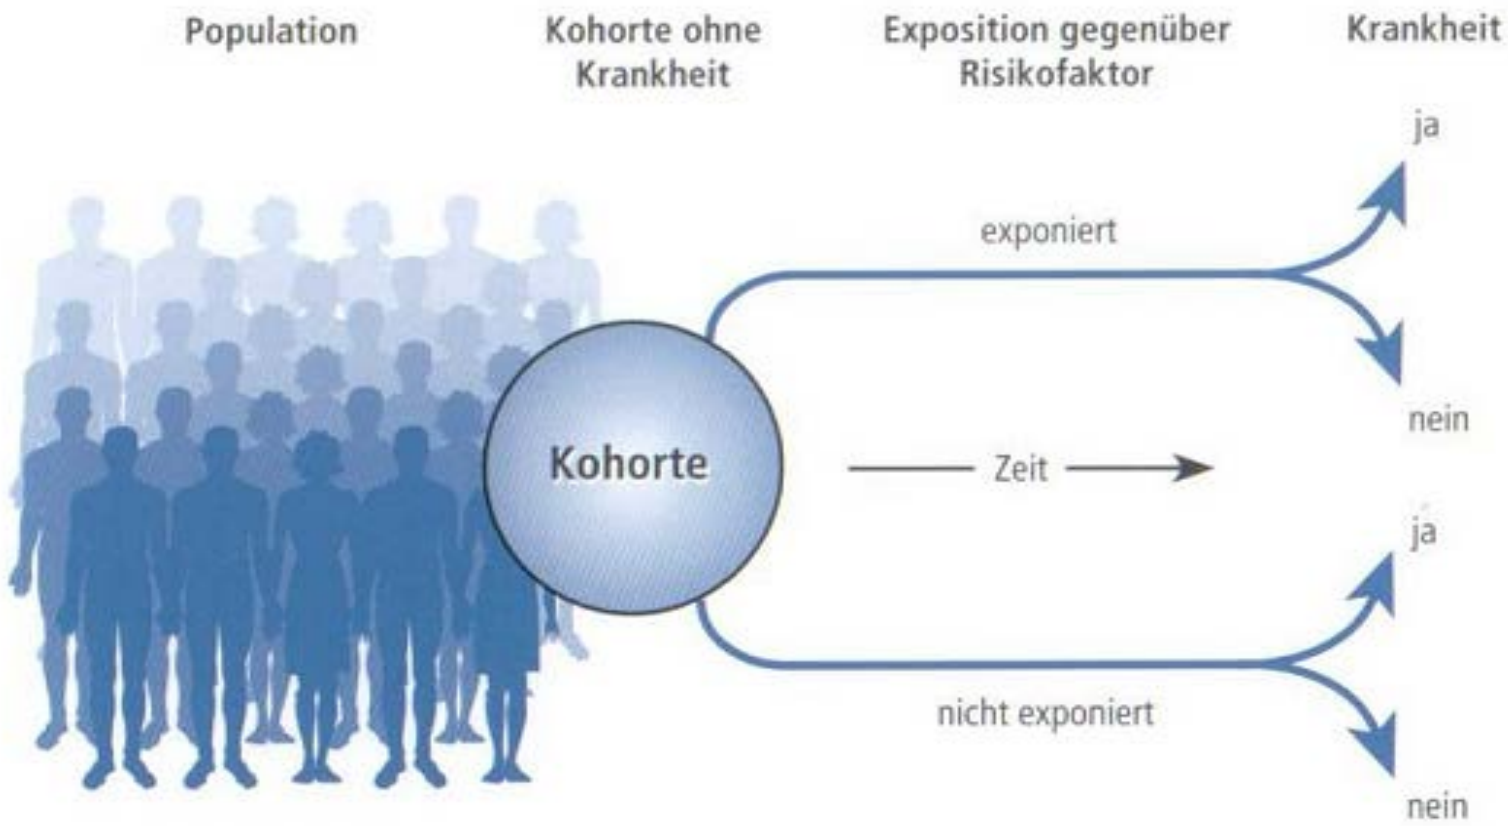 Population
Kohorte ohne
Krankheit
Exposition gegenüber
Risikofaktor
Krankheit
ja
exponiert
nein
Kohorte
Zeit
ja
nicht exponiert
nein